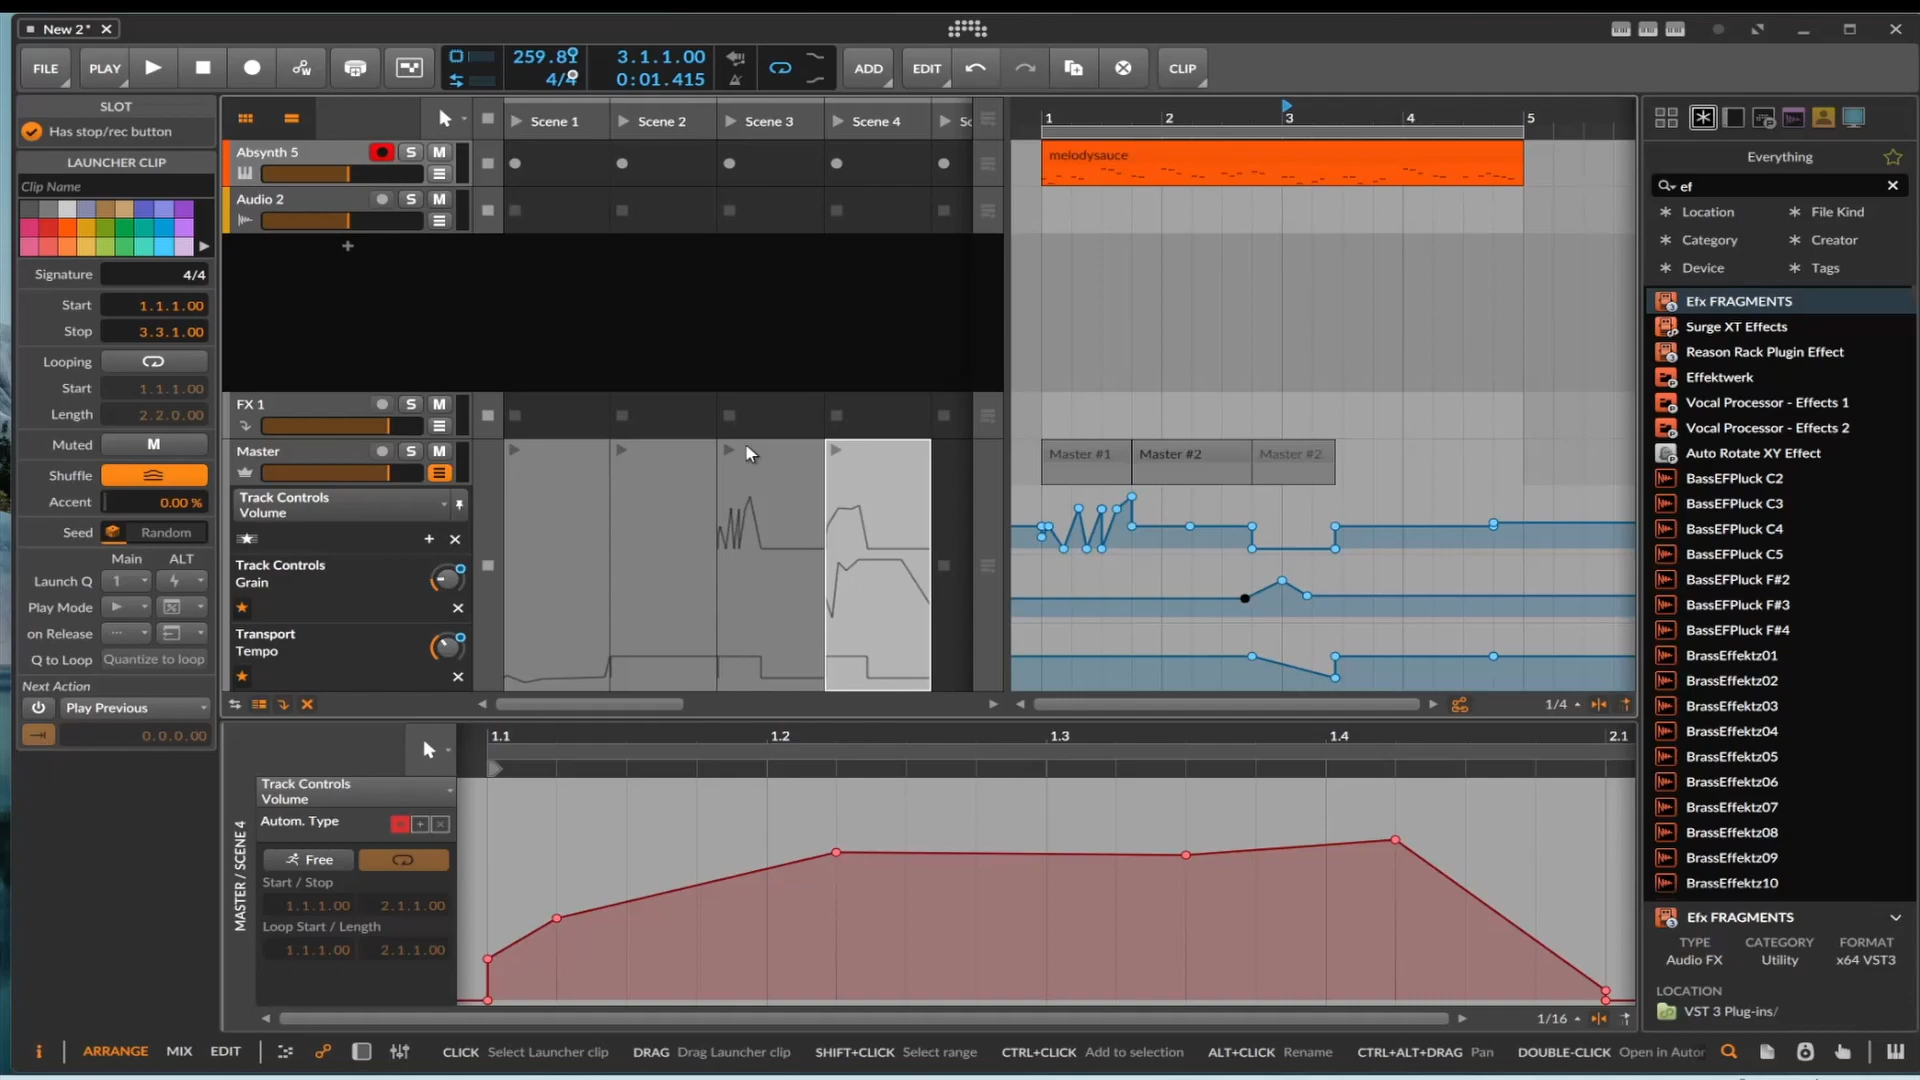 New 2*
FILE
PLAY
259.81
4/4
3.1.1.00
0:01.415
ADD
EDIT
CLIP
SLOT
Has stop/rec button
LAUNCHER CLIP
Clip Name
Signature 4/4
Start 1.1.1.00
Stop 3.3.1.00
Looping
Start 1.1.1.00
Length 2.2.0.00
Muted M
Shuffle
Accent 0.00 %
Seed Random
Main ALT
Launch Q 1
Play Mode
on Release
Q to Loop Quantize to loop
Next Action
Play Previous
0.0.0.00
Scene 1 Scene 2 Scene 3 Scene 4 Sc
Absynth 5 S M
Audio 2 S M
FX 1 S M
Master S M
Track Controls
Volume
Track Controls
Grain
Transport
Tempo
1 2 3 4 5
melodysauce
Master #1 Master #2 Master #2
1/4
MASTER / SCENE 4
Track Controls
Volume
Autom. Type
Free
Start / Stop
1.1.1.00 2.1.1.00
Loop Start / Length
1.1.1.00 2.1.1.00
1.1 1.2 1.3 1.4 2.1
1/16
Everything
ef
Location File Kind
Category Creator
Device Tags
Efx FRAGMENTS
Surge XT Effects
Reason Rack Plugin Effect
Effektwerk
Vocal Processor - Effects 1
Vocal Processor - Effects 2
Auto Rotate XY Effect
BassEFPluck C2
BassEFPluck C3
BassEFPluck C4
BassEFPluck C5
BassEFPluck F#2
BassEFPluck F#3
BassEFPluck F#4
BrassEffektz01
BrassEffektz02
BrassEffektz03
BrassEffektz04
BrassEffektz05
BrassEffektz06
BrassEffektz07
BrassEffektz08
BrassEffektz09
BrassEffektz10
Efx FRAGMENTS
TYPE CATEGORY FORMAT
Audio FX Utility x64 VST3
LOCATION
VST 3 Plug-ins/
i ARRANGE MIX EDIT
CLICK Select Launcher clip DRAG Drag Launcher clip SHIFT+CLICK Select range CTRL+CLICK Add to selection ALT+CLICK Rename CTRL+ALT+DRAG Pan DOUBLE-CLICK Open in Autor